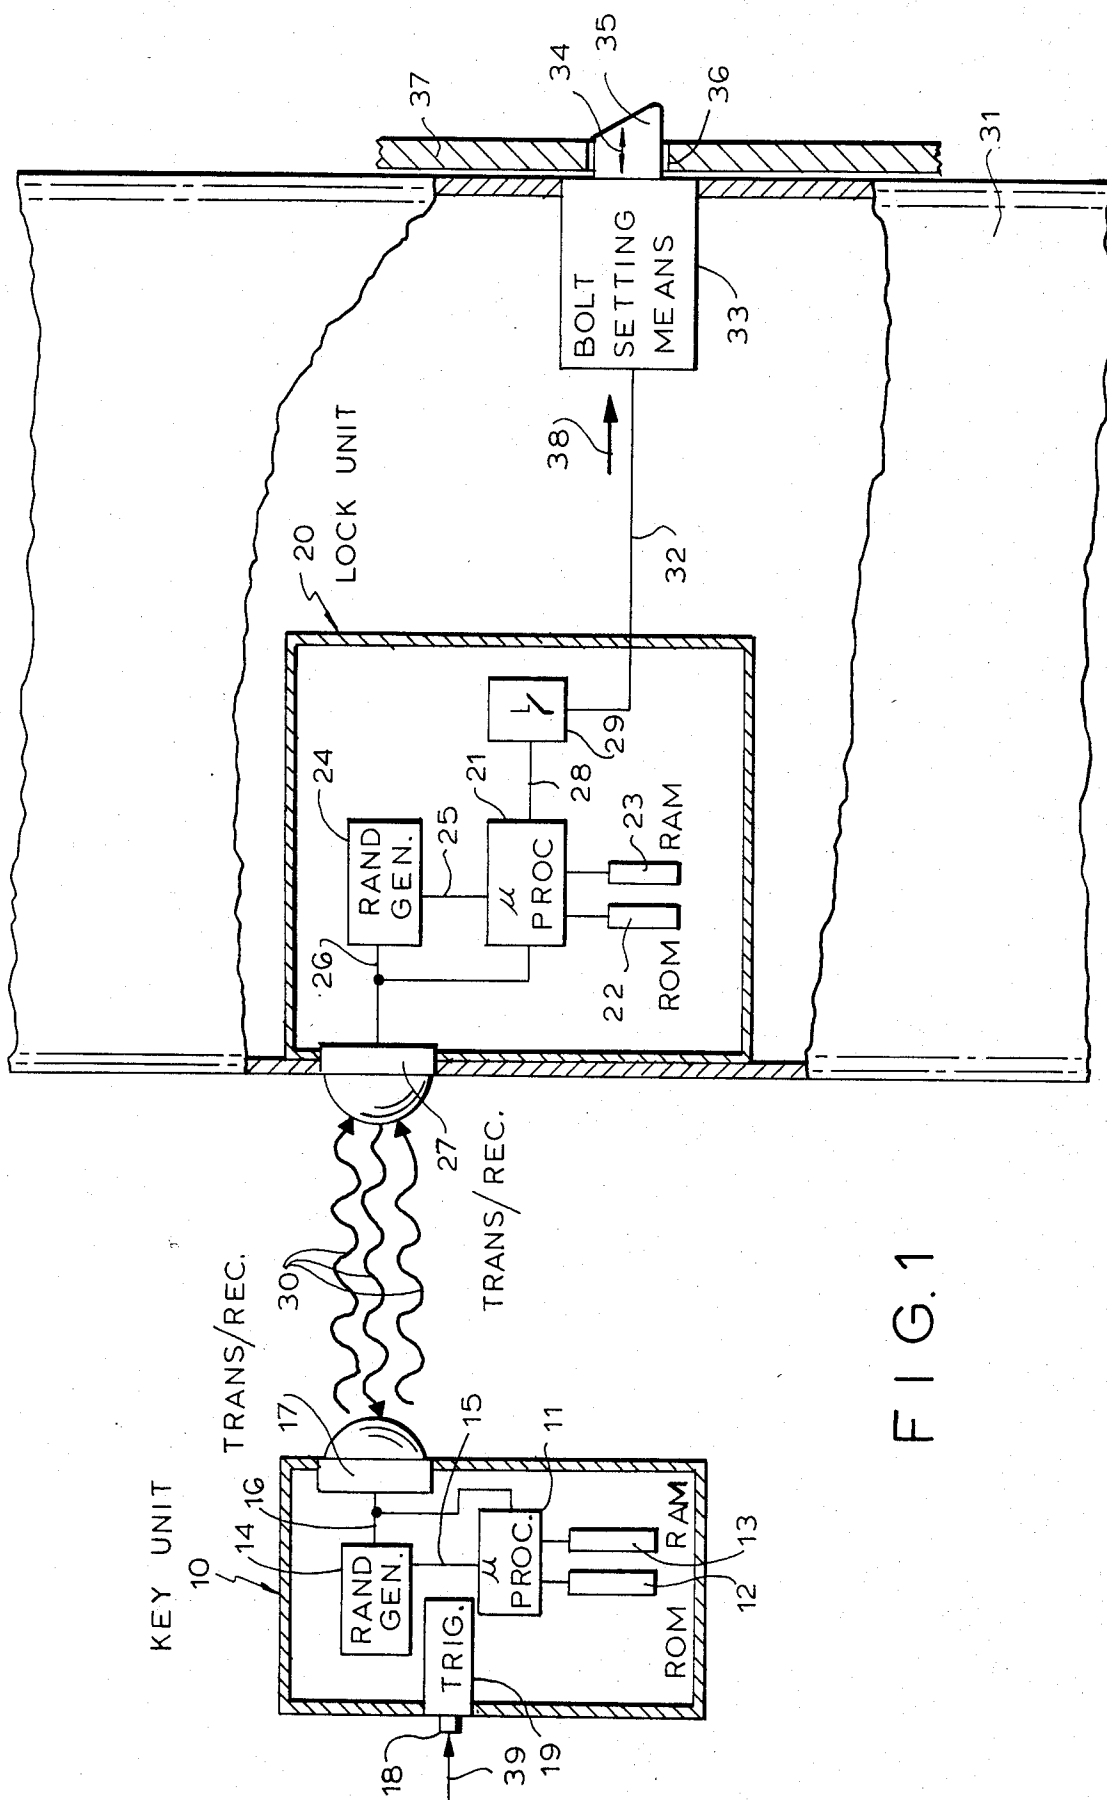 KEY UNIT
10
TRANS/REC.
14
16
17
RAND
GEN.
15
11
μ
PROC.
TRIG.
18
39
19
ROM
12
13
RAM
30
TRANS/REC.
27
20
LOCK UNIT
24
26
RAND
GEN.
25
21
μ
PROC
28
29
22
23
ROM
RAM
32
38
BOLT
SETTING
MEANS
33
34
35
36
37
31
FIG.1